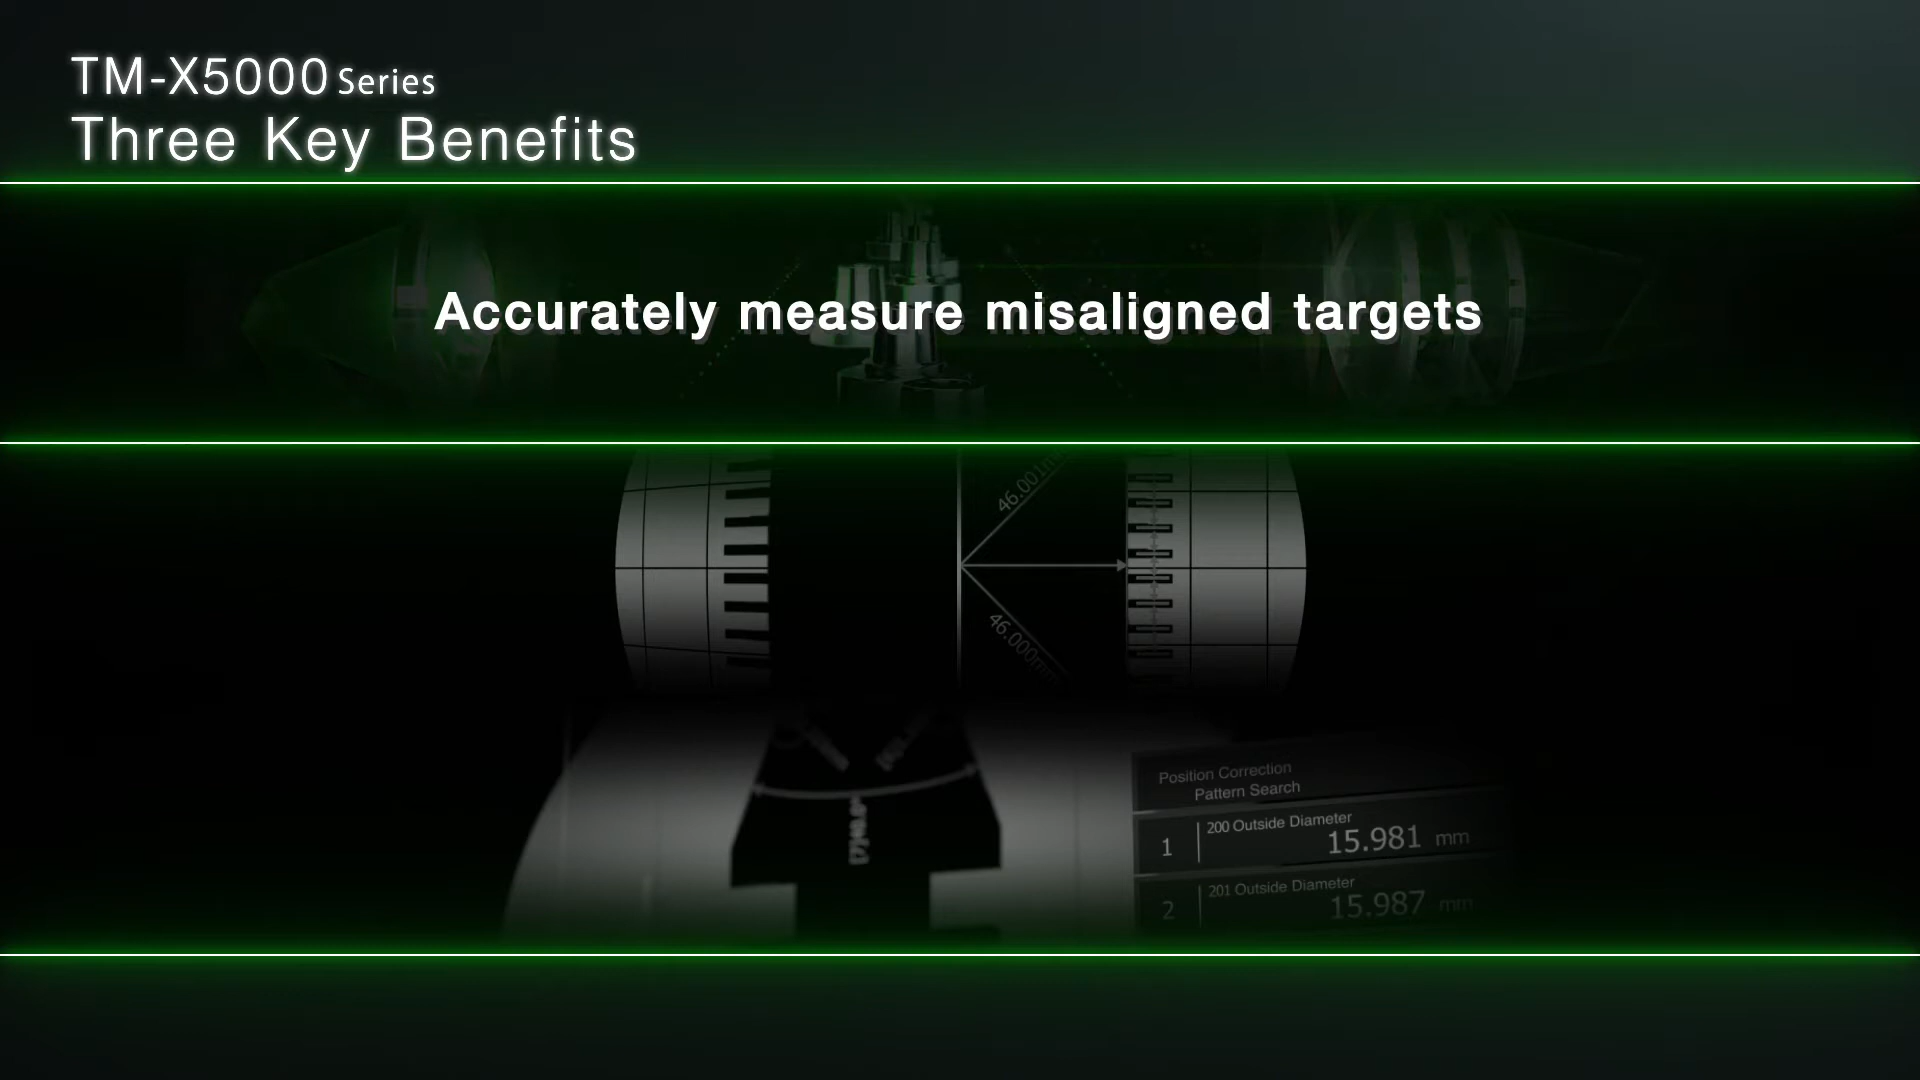 TM-X5000 Series
Three Key Benefits
Accurately measure misaligned targets
46.001m
46.000mm
Position Correction
Pattern Search
1 200 Outside Diameter
15.981 mm
2 201 Outside Diameter
15.987 mm